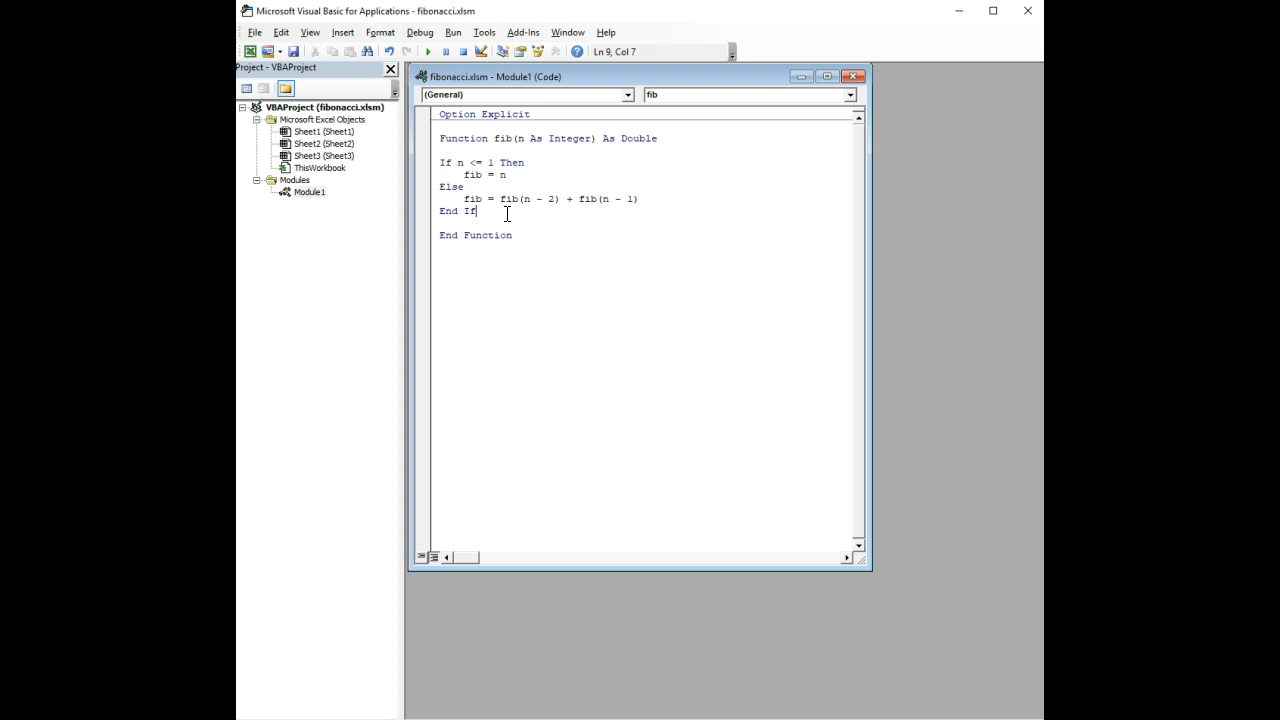 Microsoft Visual Basic for Applications - fibonacci.xlsm
File Edit View Insert Format Debug Run Tools Add-Ins Window Help
Ln 9, Col 7
Project - VBAProject
VBAProject (fibonacci.xlsm)
Microsoft Excel Objects
Sheet1 (Sheet1)
Sheet2 (Sheet2)
Sheet3 (Sheet3)
ThisWorkbook
Modules
Module1
fibonacci.xlsm - Module1 (Code)
(General) fib
Option Explicit
Function fib(n As Integer) As Double
If n <= 1 Then
fib = n
Else
fib = fib(n - 2) + fib(n - 1)
End If
End Function